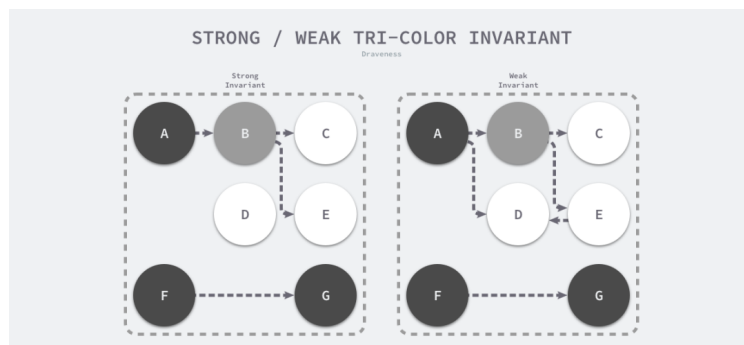 STRONG / WEAK TRI-COLOR INVARIANT
Draveness
Strong
Invariant
A
B
C
D
E
F
G
Weak
Invariant
A
B
C
D
E
F
G